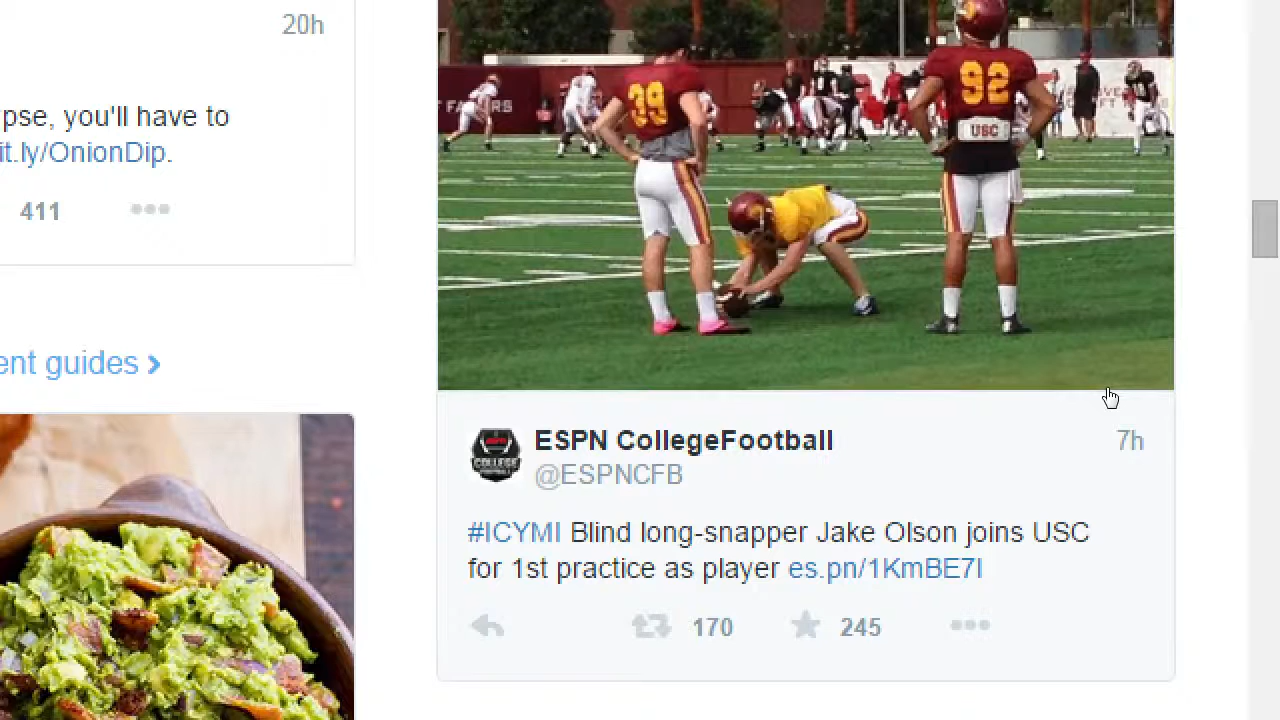 20h
pse, you'll have to
it.ly/OnionDip.
411
ent guides
39
92
USC
ESPN CollegeFootball
7h
@ESPNCFB
#ICYMI Blind long-snapper Jake Olson joins USC
for 1st practice as player es.pn/1KmBE7I
170 245